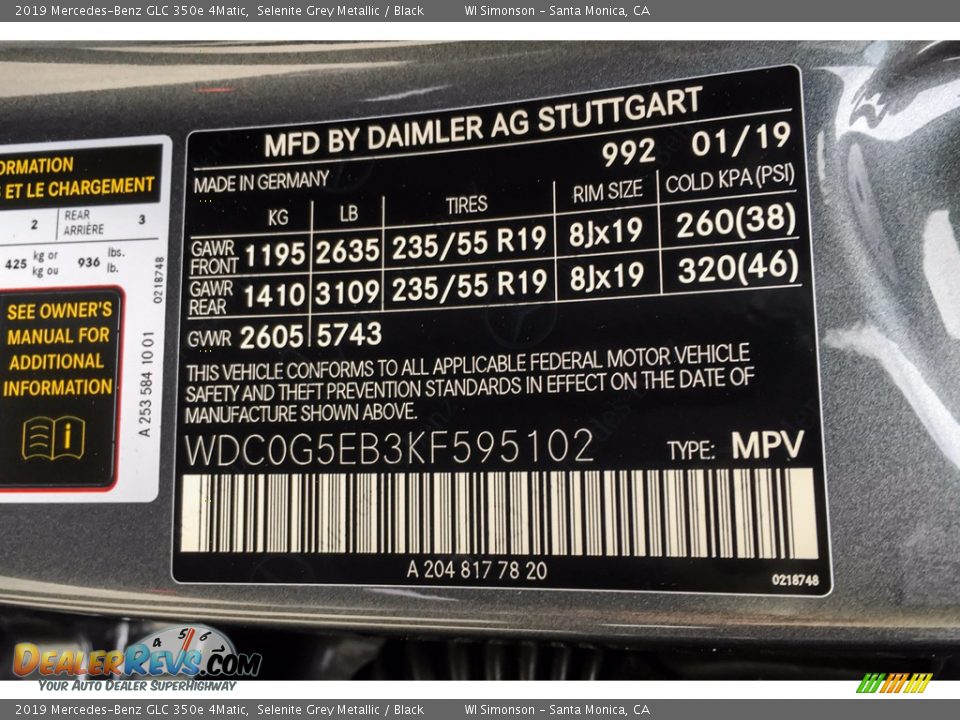 2019 Mercedes-Benz GLC 350e 4Matic, Selenite Grey Metallic / Black WI Simonson - Santa Monica, CA
ORMATION
ET LE CHARGEMENT
2 REAR ARRIÈRE 3
425 kg or kg ou 936 lbs. lb.
0218748
SEE OWNER'S
MANUAL FOR
ADDITIONAL
INFORMATION
i
A 253 584 10 01
MFD BY DAIMLER AG STUTTGART
992 01/19
MADE IN GERMANY
KG LB TIRES RIM SIZE COLD KPA (PSI)
GAWR FRONT 1195 2635 235/55 R19 8Jx19 260(38)
GAWR REAR 1410 3109 235/55 R19 8Jx19 320(46)
GVWR 2605 5743
THIS VEHICLE CONFORMS TO ALL APPLICABLE FEDERAL MOTOR VEHICLE
SAFETY AND THEFT PREVENTION STANDARDS IN EFFECT ON THE DATE OF
MANUFACTURE SHOWN ABOVE.
WDC0G5EB3KF595102 TYPE: MPV
A 204 817 78 20
0218748
4 5 6
DealerRevs.com
Your Auto Dealer SuperHighway
2019 Mercedes-Benz GLC 350e 4Matic, Selenite Grey Metallic / Black WI Simonson - Santa Monica, CA